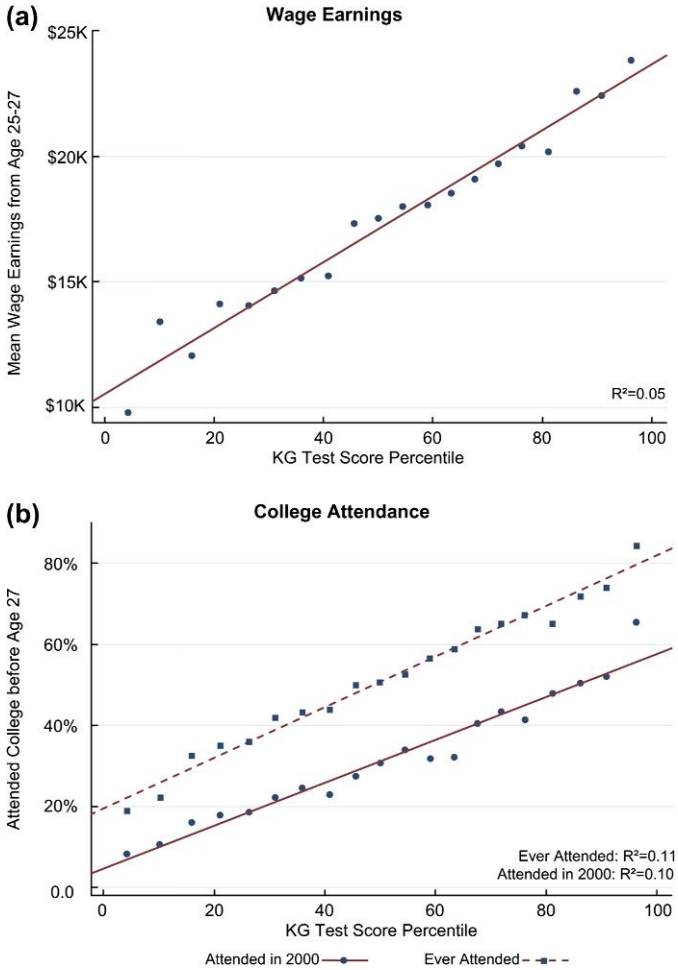 (a)
Wage Earnings
Mean Wage Earnings from Age 25-27
$25K
$20K
$15K
$10K
R²=0.05
0 20 40 60 80 100
KG Test Score Percentile
(b)
College Attendance
Attended College before Age 27
80%
60%
40%
20%
0.0
Ever Attended: R²=0.11
Attended in 2000: R²=0.10
0 20 40 60 80 100
KG Test Score Percentile
Attended in 2000 Ever Attended